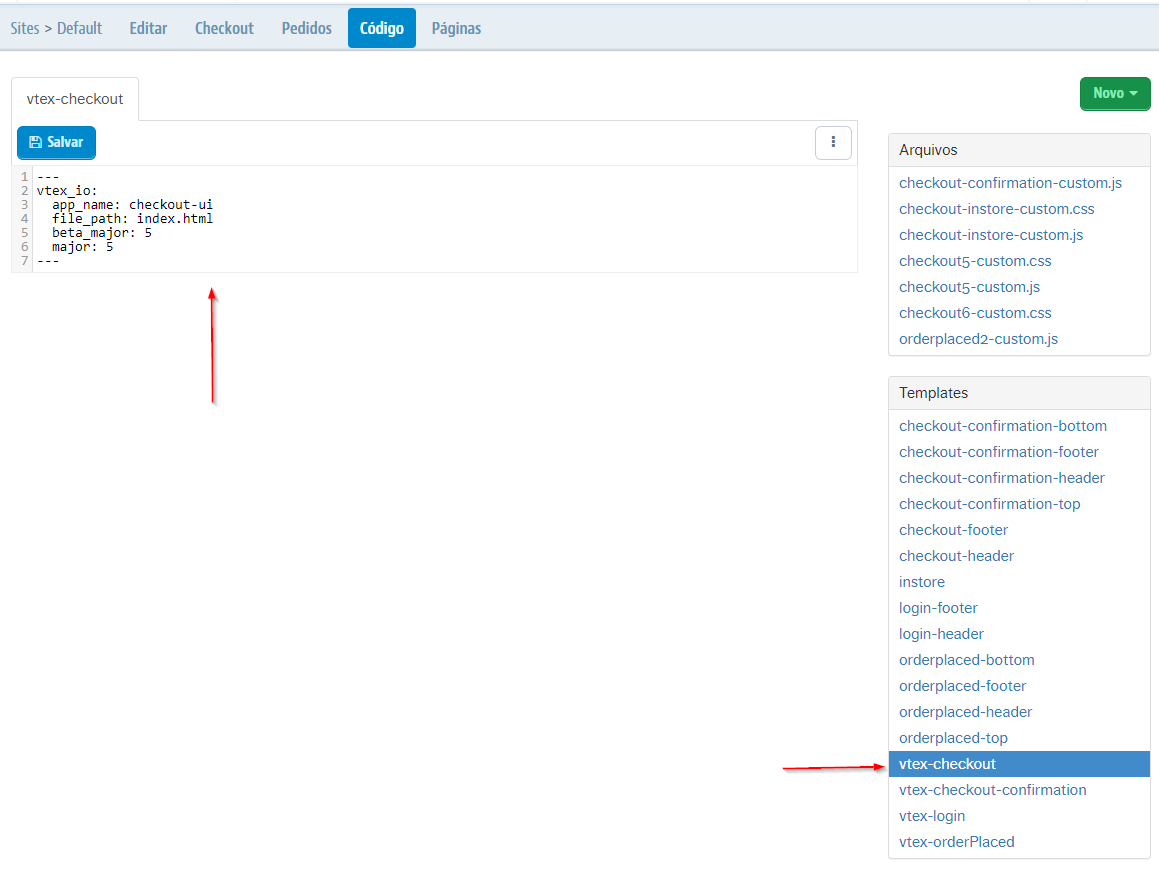 Sites > Default Editar Checkout Pedidos Código Páginas
vtex-checkout
Novo
Salvar
1 ---
2 vtex_io:
3   app_name: checkout-ui
4   file_path: index.html
5   beta_major: 5
6   major: 5
7 ---
Arquivos
checkout-confirmation-custom.js
checkout-instore-custom.css
checkout-instore-custom.js
checkout5-custom.css
checkout5-custom.js
checkout6-custom.css
orderplaced2-custom.js
Templates
checkout-confirmation-bottom
checkout-confirmation-footer
checkout-confirmation-header
checkout-confirmation-top
checkout-footer
checkout-header
instore
login-footer
login-header
orderplaced-bottom
orderplaced-footer
orderplaced-header
orderplaced-top
vtex-checkout
vtex-checkout-confirmation
vtex-login
vtex-orderPlaced